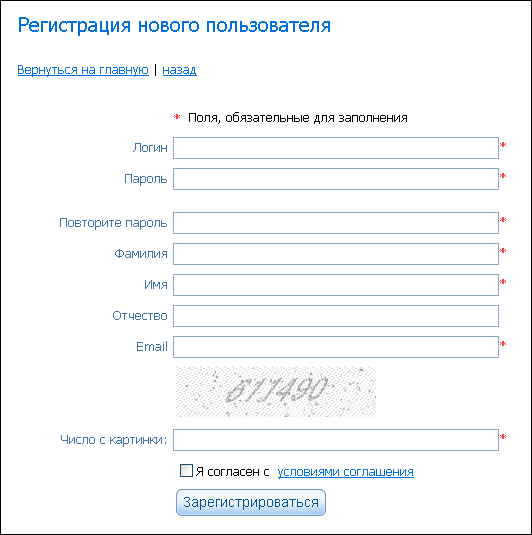 Регистрация нового пользователя
Вернуться на главную | назад
* Поля, обязательные для заполнения
Логин *
Пароль *
Повторите пароль *
Фамилия *
Имя *
Отчество
Email *
Число с картинки: *
Я согласен с условиями соглашения
Зарегистрироваться